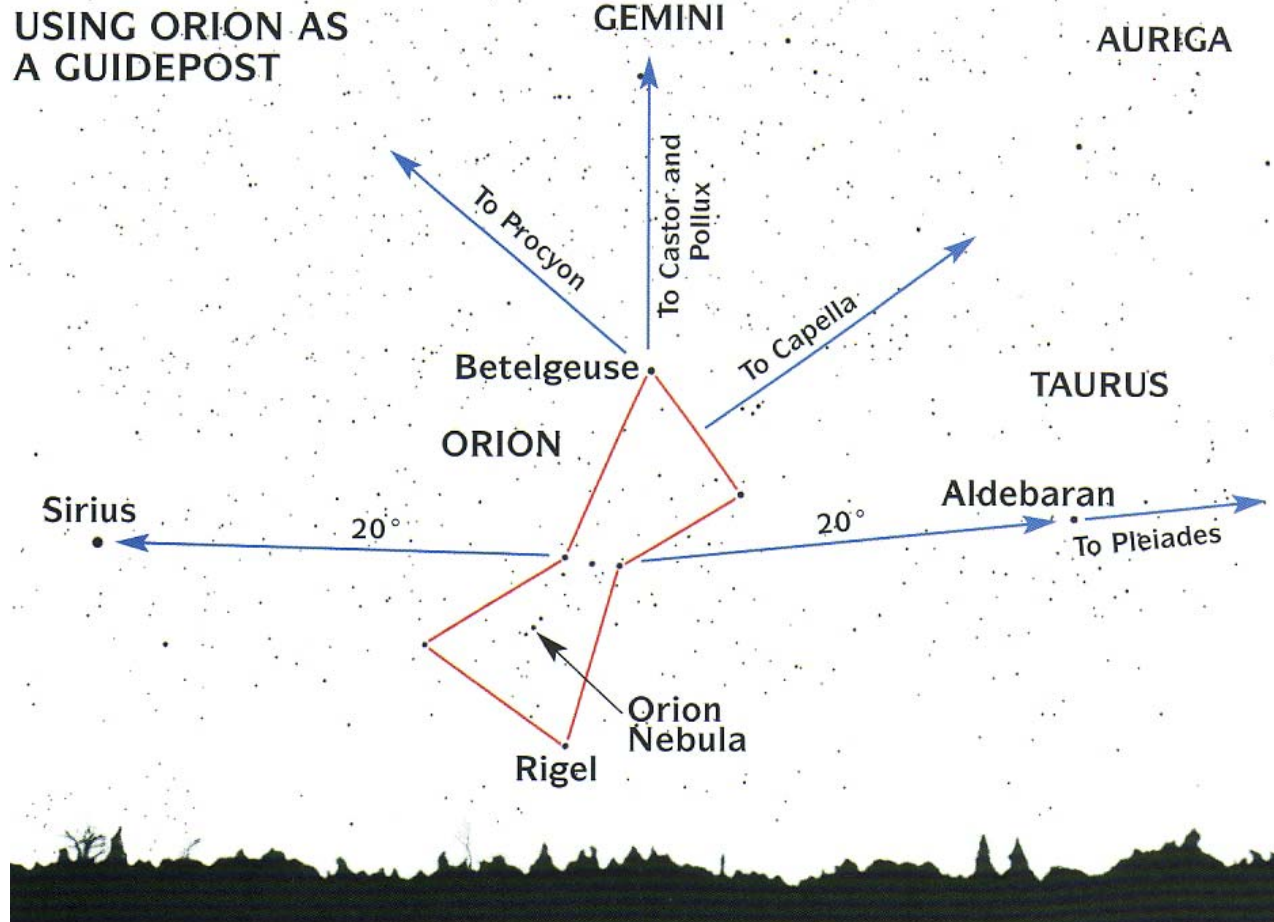 USING ORION AS
A GUIDEPOST
GEMINI
AURIGA
To Procyon
To Castor and
Pollux
To Capella
Betelgeuse
TAURUS
ORION
Sirius
20°
20°
Aldebaran
To Pleiades
Orion
Nebula
Rigel